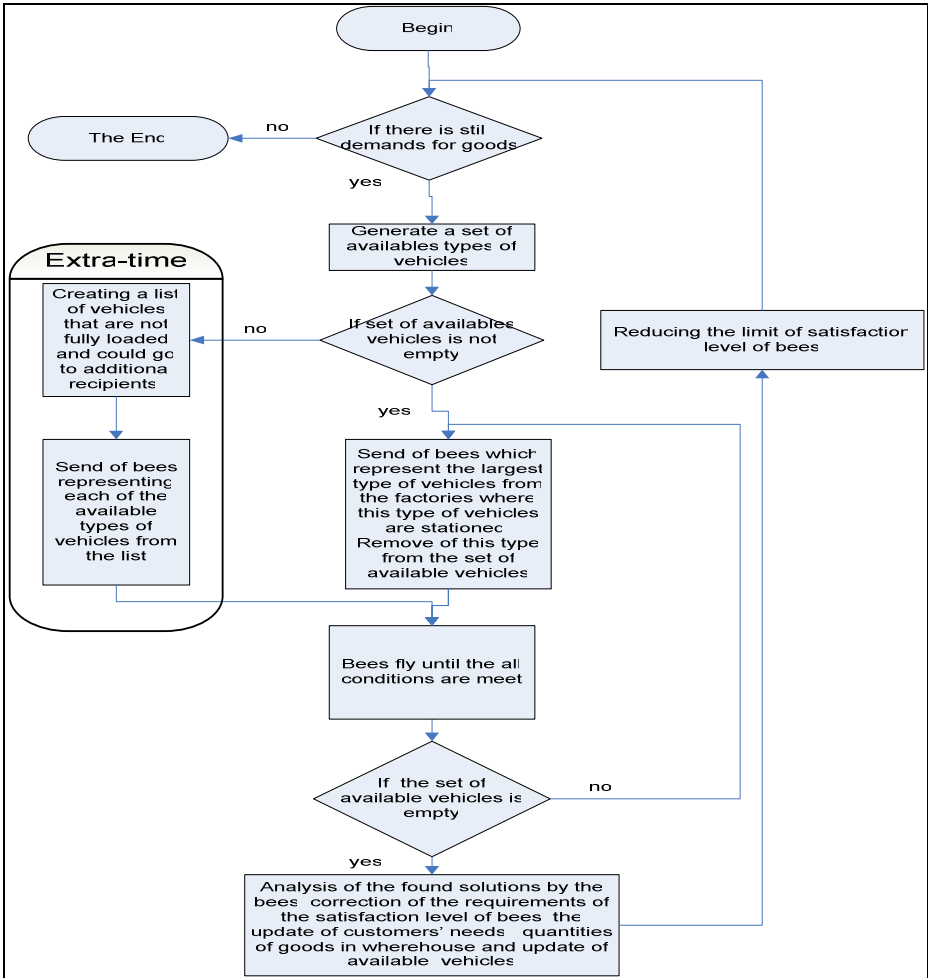 Begin
If there is stil
demands for goods
no
The Enc
yes
Generate a set of
availables types of
vehicles
Extra-time
Creating a list
of vehicles
that are not
fully loaded
and could go
to additiona
recipients
no
If set of availables
vehicles is not
empty
Reducing the limit of satisfaction
level of bees
yes
Send of bees
representing
each of the
available
types of
vehicles from
the list
Send of bees which
represent the largest
type of vehicles from
the factories where
this type of vehicles
are stationec
Remove of this type
from the set of
available vehicles
Bees fly until the all
conditions are meet
If the set of
available vehicles is
empty
no
yes
Analysis of the found solutions by the
bees correction of the requirements of
the satisfaction level of bees the
update of customers' needs quantities
of goods in wherehouse and update of
available vehicles